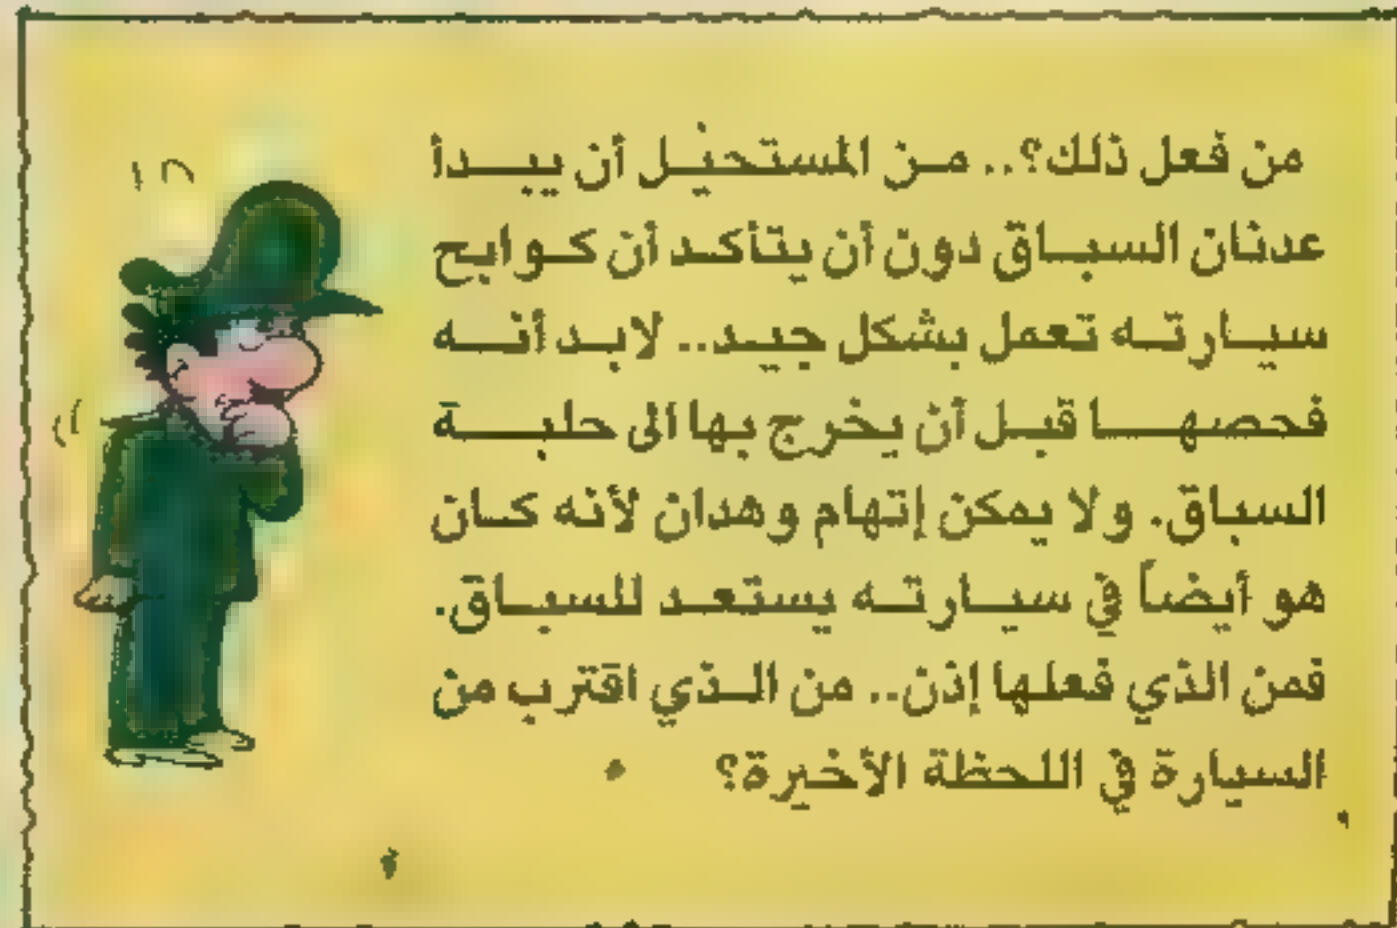 من فعل ذلك؟.. من المستحيل أن يبدأ
عدنان السباق دون أن يتأكد أن كوابح
سيارته تعمل بشكل جيد.. لابد أنه
فحصها قبل أن يخرج بها الى حلبة
السباق. ولا يمكن إتهام وهدان لأنه كان
هو أيضاً في سيارته يستعد للسباق.
فمن الذي فعلها إذن.. من الذي اقترب من
السيارة في اللحظة الأخيرة؟